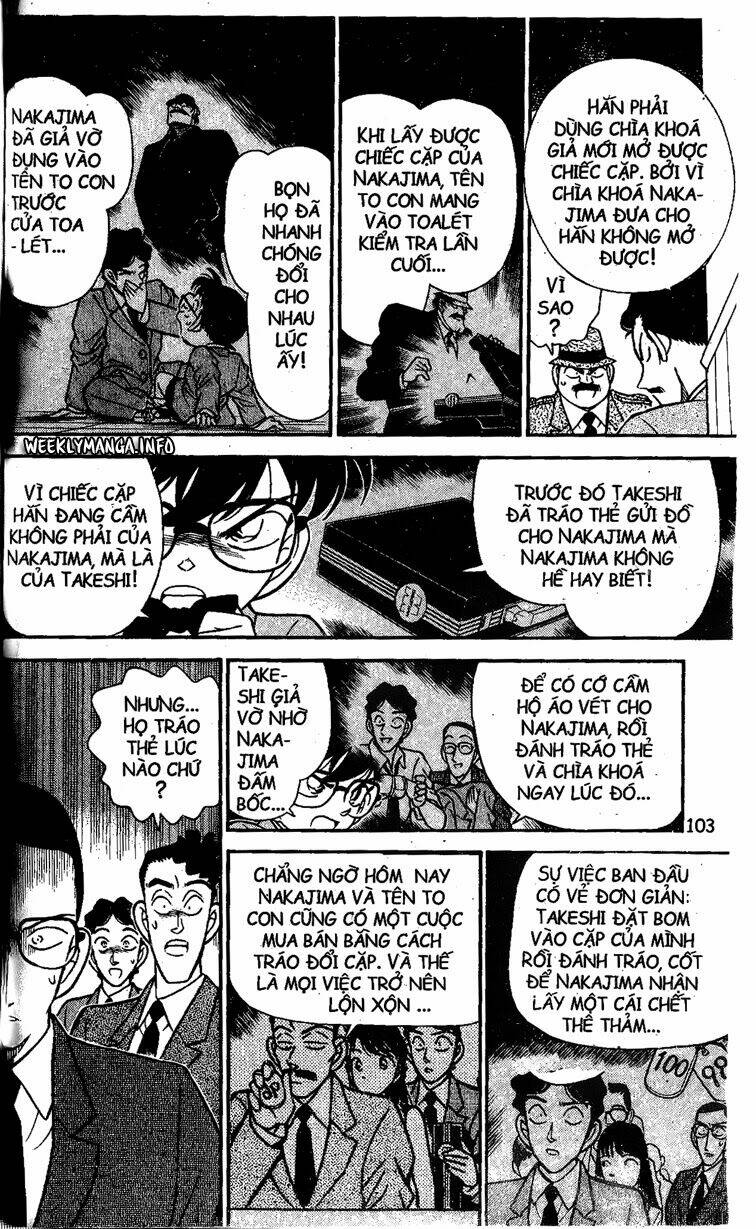 NAKAJIMA
ĐÃ GIẢ VỜ
ĐỤNG VÀO
TÊN TO CON
TRƯỚC
CỬA TOA
-LÉT...
BỌN
HỌ ĐÃ
NHANH
CHÓNG
ĐỔI
CHO
NHAU
LÚC
ẤY!
KHI LẤY ĐƯỢC
CHIẾC CẶP CỦA
NAKAJIMA, TÊN
TO CON MANG
VÀO TOALÉT
KIỂM TRA LẦN
CUỐI...
HẮN PHẢI
DÙNG CHÌA KHOÁ
GIẢ MỚI MỞ ĐƯỢC
CHIẾC CẶP. BỞI VÌ
CHÌA KHOÁ NAKA-
JIMA ĐƯA CHO
HẮN KHÔNG MỞ
ĐƯỢC!
VÌ
SAO
?
WEEKLYMANGA.INFO
VÌ CHIẾC CẶP
HẮN ĐANG CẦM
KHÔNG PHẢI CỦA
NAKAJIMA, MÀ LÀ
CỦA TAKESHI!
TRƯỚC ĐÓ TAKESHI
ĐÃ TRÁO THẺ GỬI ĐỒ
CHO NAKAJIMA MÀ
NAKAJIMA KHÔNG
HỀ HAY BIẾT!
NHƯNG...
HỌ TRÁO
THẺ LÚC
NÀO CHỨ
?
TAKE-
SHI GIẢ
VỜ NHỜ
NAKA-
JIMA
ĐẤM
BỐC...
ĐỂ CÓ CỚ CẦM
HỘ ÁO VÉT CHO
NAKAJIMA, RỒI
ĐÁNH TRÁO THẺ
VÀ CHÌA KHOÁ
NGAY LÚC ĐÓ...
103
CHẲNG NGỜ HÔM NAY
NAKAJIMA VÀ TÊN TO
CON CŨNG CÓ MỘT CUỘC
MUA BÁN BẰNG CÁCH
TRÁO ĐỔI CẶP. VÀ THẾ
LÀ MỌI VIỆC TRỞ NÊN
LỘN XỘN ...
SỰ VIỆC BAN ĐẦU
CÓ VẺ ĐƠN GIẢN:
TAKESHI ĐẶT BOM
VÀO CẶP CỦA MÌNH
RỒI ĐÁNH TRÁO, CỐT
ĐỂ NAKAJIMA NHẬN
LẤY MỘT CÁI CHẾT
THÊ THẢM...
100
99